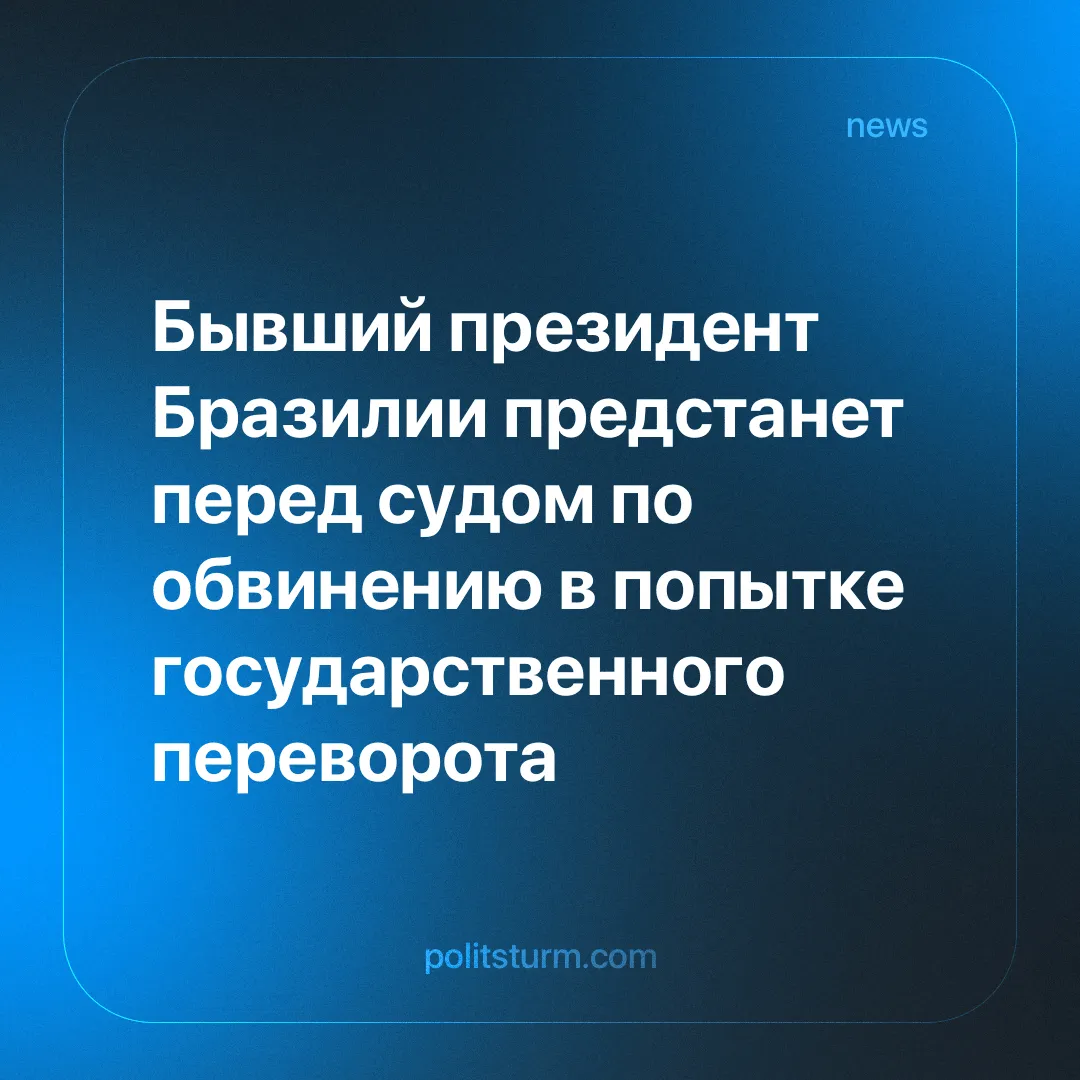 news
Бывший президент
Бразилии предстанет
перед судом по
обвинению в попытке
государственного
переворота
politsturm.com